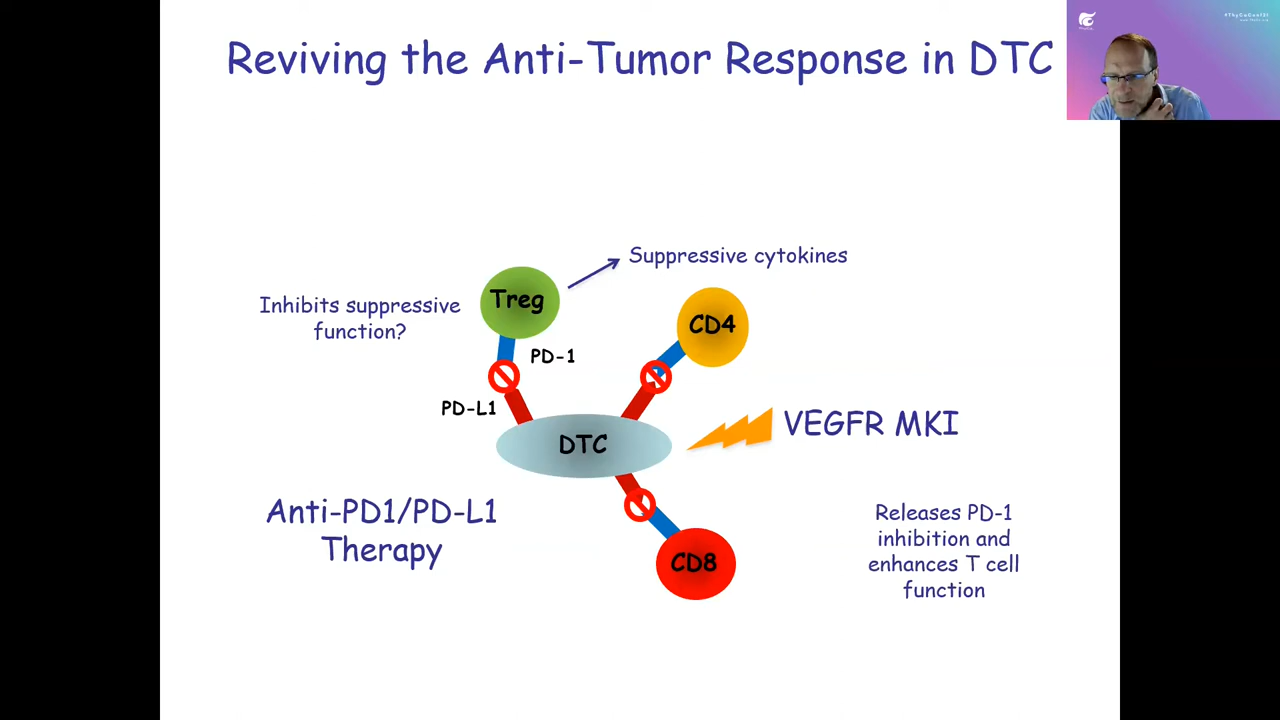 Reviving the Anti-Tumor Response in DTC
Suppressive cytokines
Treg
Inhibits suppressive
function?
CD4
PD-1
PD-L1
VEGFR MKI
DTC
Anti-PD1/PD-L1
Therapy
Releases PD-1
inhibition and
enhances T cell
function
CD8